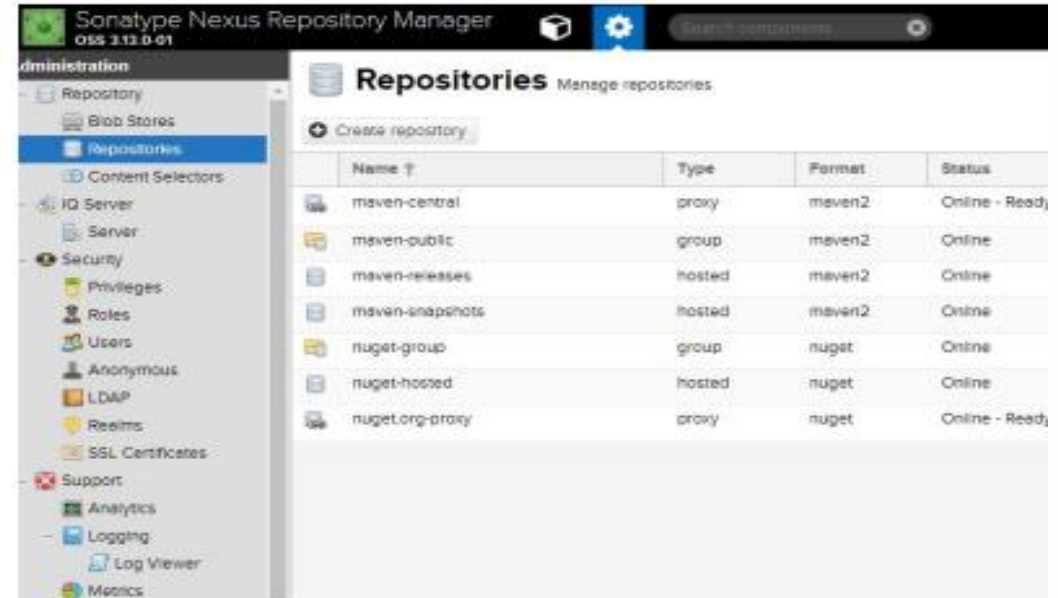 Sonatype Nexus Repository Manager
OSS 3.13.0-01
Search components
dministration
Repository
Blob Stores
Repositories
Content Selectors
IQ Server
Server
Security
Privileges
Roles
Users
Anonymous
LDAP
Realms
SSL Certificates
Support
Analytics
Logging
Log Viewer
Metrics
Repositories Manage repositories
Create repository
Name Type Format Status
maven-central proxy maven2 Online - Ready
maven-public group maven2 Online
maven-releases hosted maven2 Online
maven-snapshots hosted maven2 Online
nuget-group group nuget Online
nuget-hosted hosted nuget Online
nuget.org-proxy proxy nuget Online - Ready